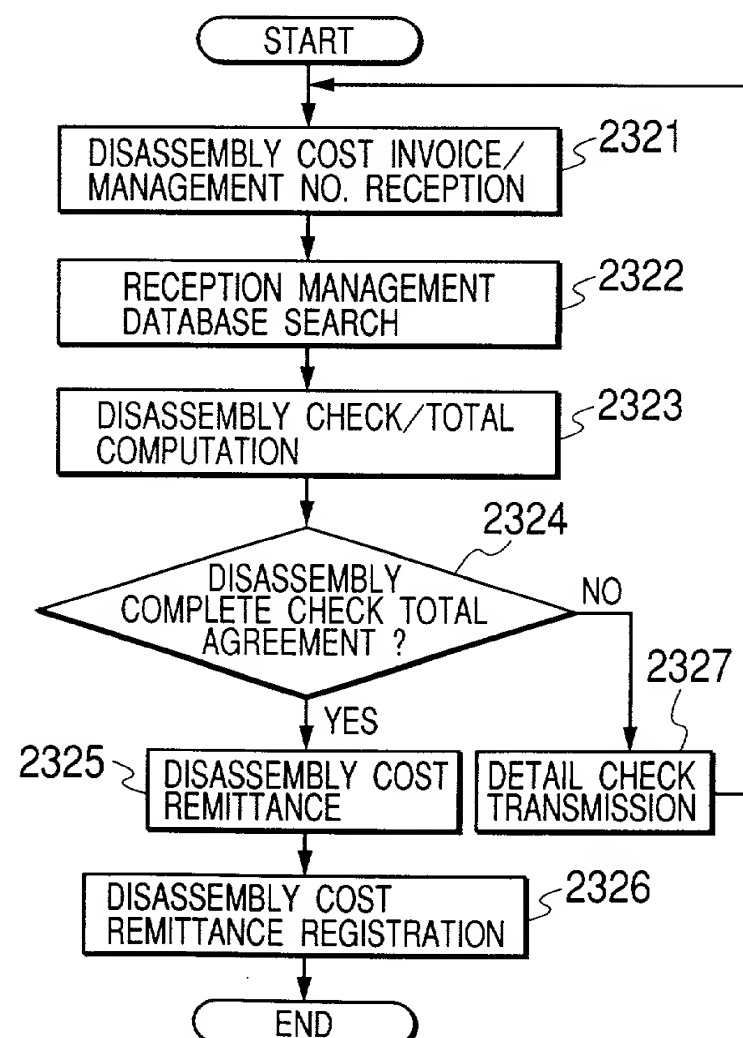 START
2321
DISASSEMBLY COST INVOICE/
MANAGEMENT NO. RECEPTION
2322
RECEPTION MANAGEMENT
DATABASE SEARCH
2323
DISASSEMBLY CHECK/TOTAL
COMPUTATION
2324
DISASSEMBLY
COMPLETE CHECK TOTAL
AGREEMENT ?
NO
YES
2327
2325
DISASSEMBLY COST
REMITTANCE
DETAIL CHECK
TRANSMISSION
2326
DISASSEMBLY COST
REMITTANCE REGISTRATION
END